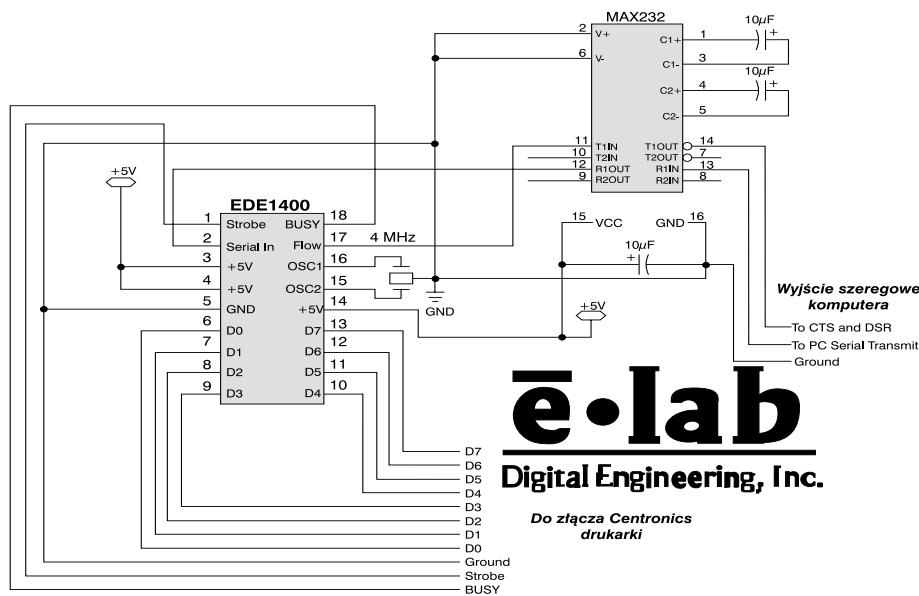 MAX232
2 V+ C1+ 1 10µF +
6 V- C1- 3
10µF +
C2+ 4
C2- 5
11 T1IN T1OUT 14
10 T2IN T2OUT 7
12 R1OUT R1IN 13
9 R2OUT R2IN 8
+5V
EDE1400
1 Strobe BUSY 18
2 Serial In Flow 17 4 MHz
3 +5V OSC1 16
4 +5V OSC2 15
5 GND +5V 14
6 D0 D7 13
7 D1 D6 12
8 D2 D5 11
9 D3 D4 10
GND
15 VCC GND 16
10µF +
+5V
Wyjście szeregowe
komputera
To CTS and DSR
To PC Serial Transmit
Ground
e•lab
Digital Engineering, Inc.
D7
D6
D5
D4
D3
D2
D1
D0
Ground
Strobe
BUSY
Do złącza Centronics
drukarki